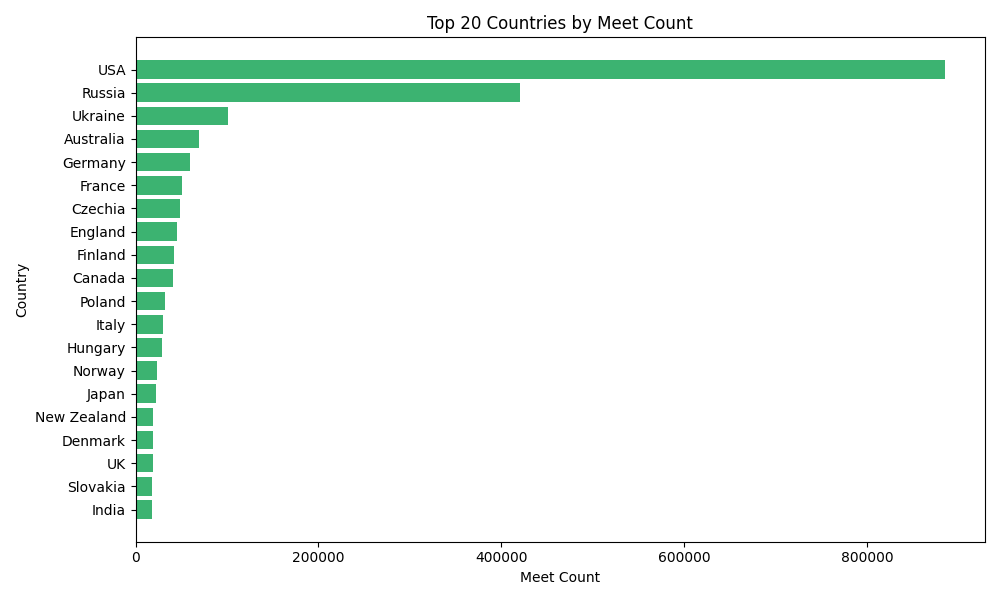 Top 20 Countries by Meet Count
Country
USA
Russia
Ukraine
Australia
Germany
France
Czechia
England
Finland
Canada
Poland
Italy
Hungary
Norway
Japan
New Zealand
Denmark
UK
Slovakia
India
0 200000 400000 600000 800000
Meet Count